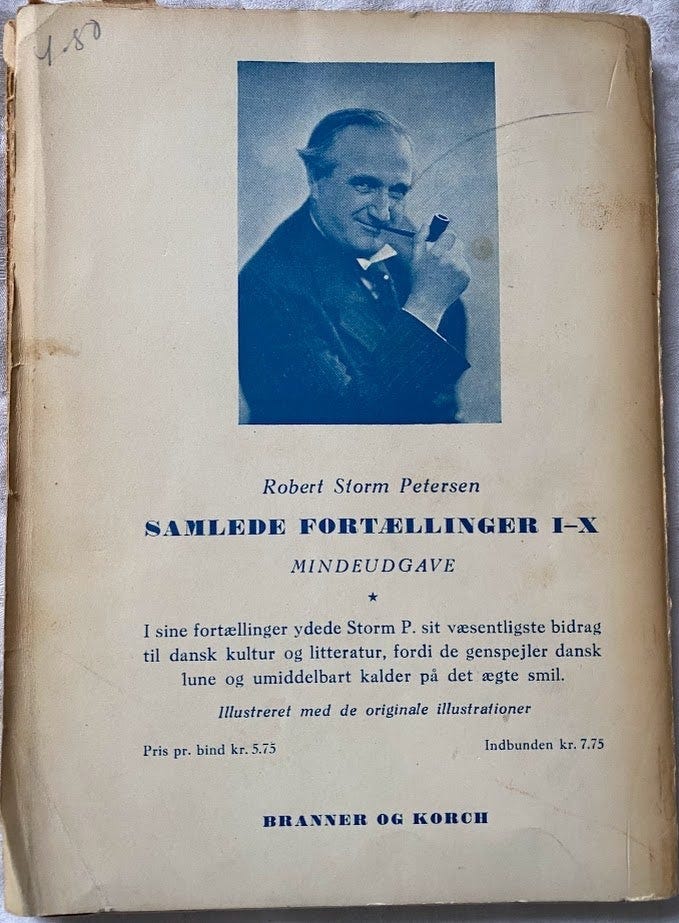 4.80
Robert Storm Petersen
SAMLEDE FORTÆLLINGER I–X
MINDEUDGAVE
I sine fortællinger ydede Storm P. sit væsentligste bidrag
til dansk kultur og litteratur, fordi de genspejler dansk
lune og umiddelbart kalder på det ægte smil.
Illustreret med de originale illustrationer
Pris pr. bind kr. 5.75 Indbunden kr. 7.75
BRANNER OG KORCH